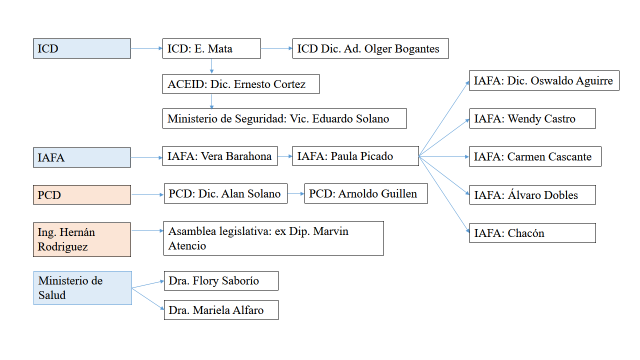 ICD
ICD: E. Mata
ICD Dic. Ad. Olger Bogantes
ACEID: Dic. Ernesto Cortez
Ministerio de Seguridad: Vic. Eduardo Solano
IAFA
IAFA: Vera Barahona
IAFA: Paula Picado
IAFA: Dic. Oswaldo Aguirre
IAFA: Wendy Castro
IAFA: Carmen Cascante
IAFA: Álvaro Dobles
IAFA: Chacón
PCD
PCD: Dic. Alan Solano
PCD: Arnoldo Guillen
Ing. Hernán
Rodriguez
Asamblea legislativa: ex Dip. Marvin
Atencio
Ministerio de
Salud
Dra. Flory Saborío
Dra. Mariela Alfaro